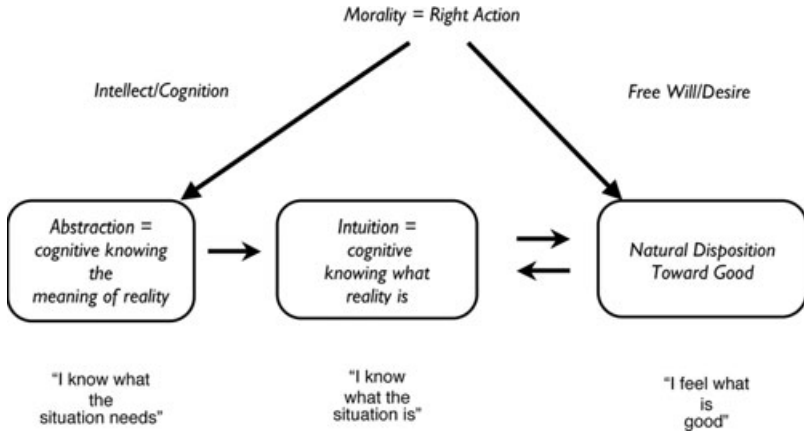 Morality = Right Action
Intellect/Cognition
Free Will/Desire
Abstraction =
cognitive knowing
the
meaning of reality
Intuition =
cognitive
knowing what
reality is
Natural Disposition
Toward Good
“I know what
the
situation needs”
“I know
what the
situation is”
“I feel what
is
good”